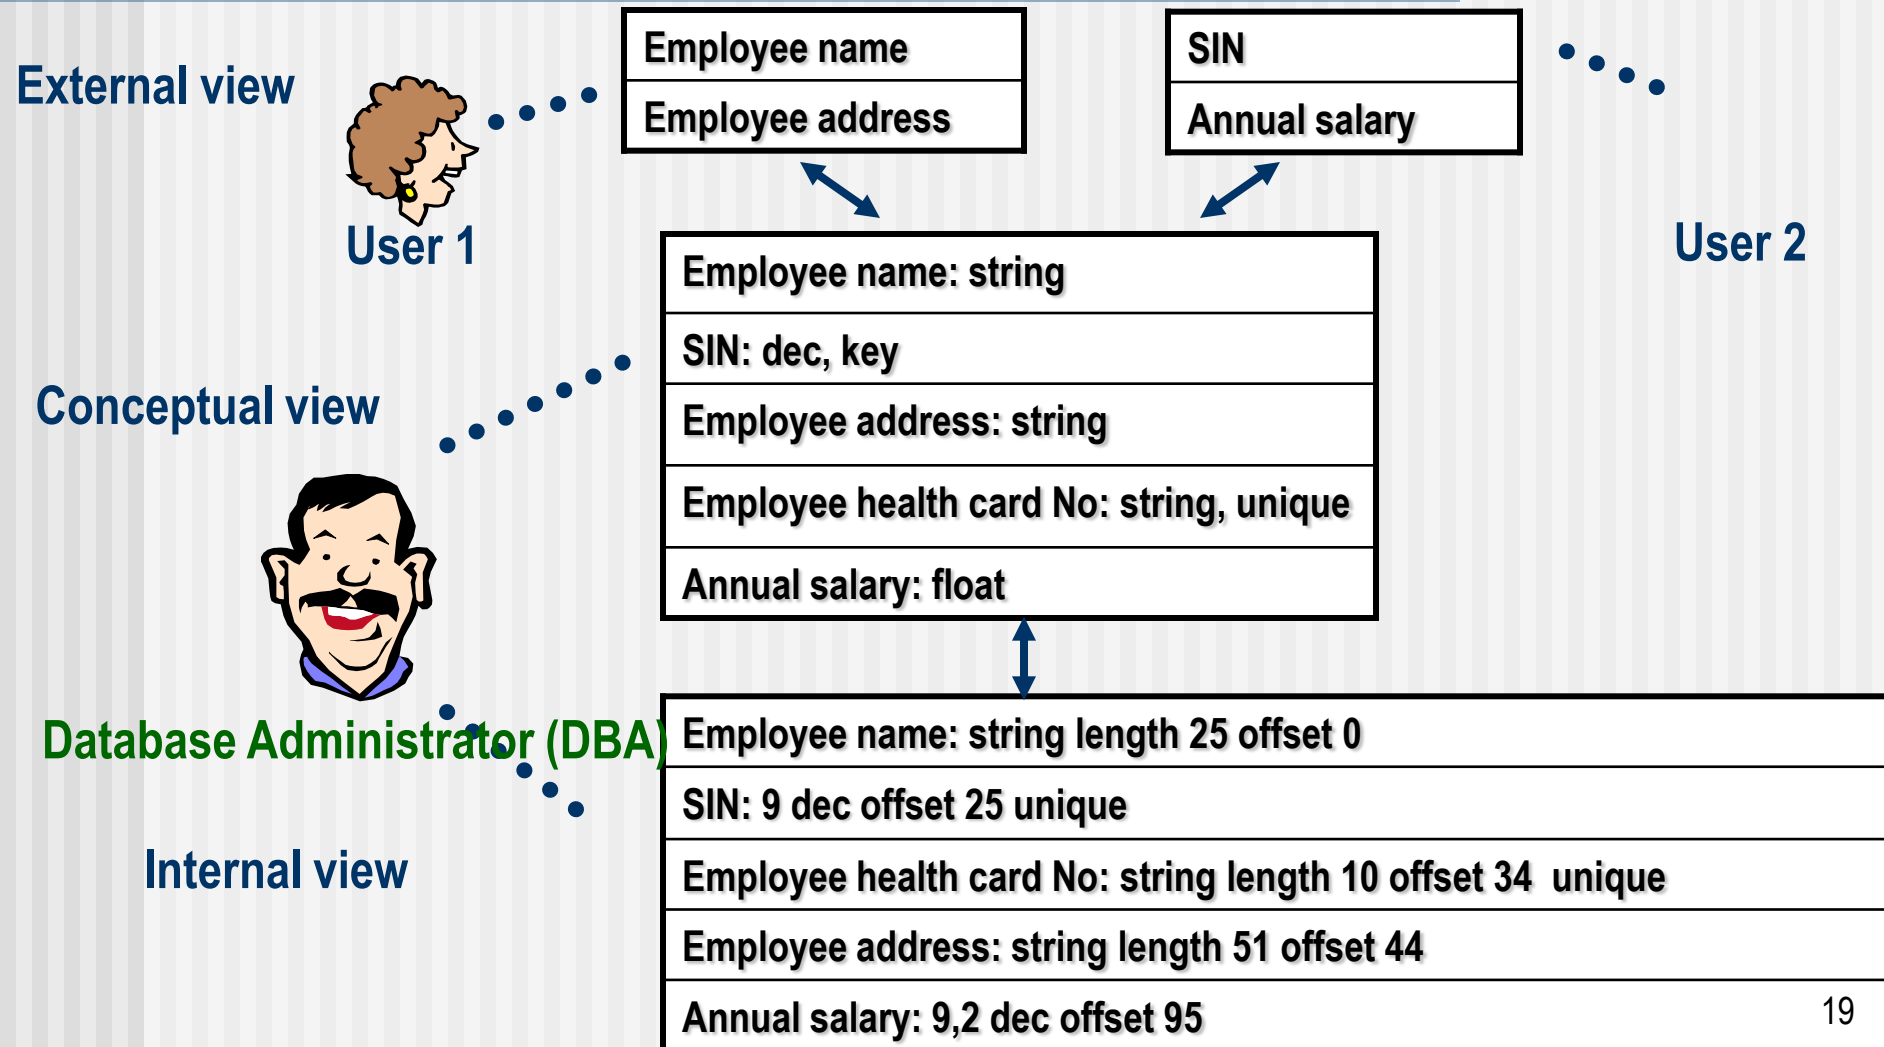 External view
Employee name
Employee address
SIN
Annual salary
User 1
User 2
Conceptual view
Employee name: string
SIN: dec, key
Employee address: string
Employee health card No: string, unique
Annual salary: float
Database Administrator (DBA)
Internal view
Employee name: string length 25 offset 0
SIN: 9 dec offset 25 unique
Employee health card No: string length 10 offset 34 unique
Employee address: string length 51 offset 44
Annual salary: 9,2 dec offset 95
19